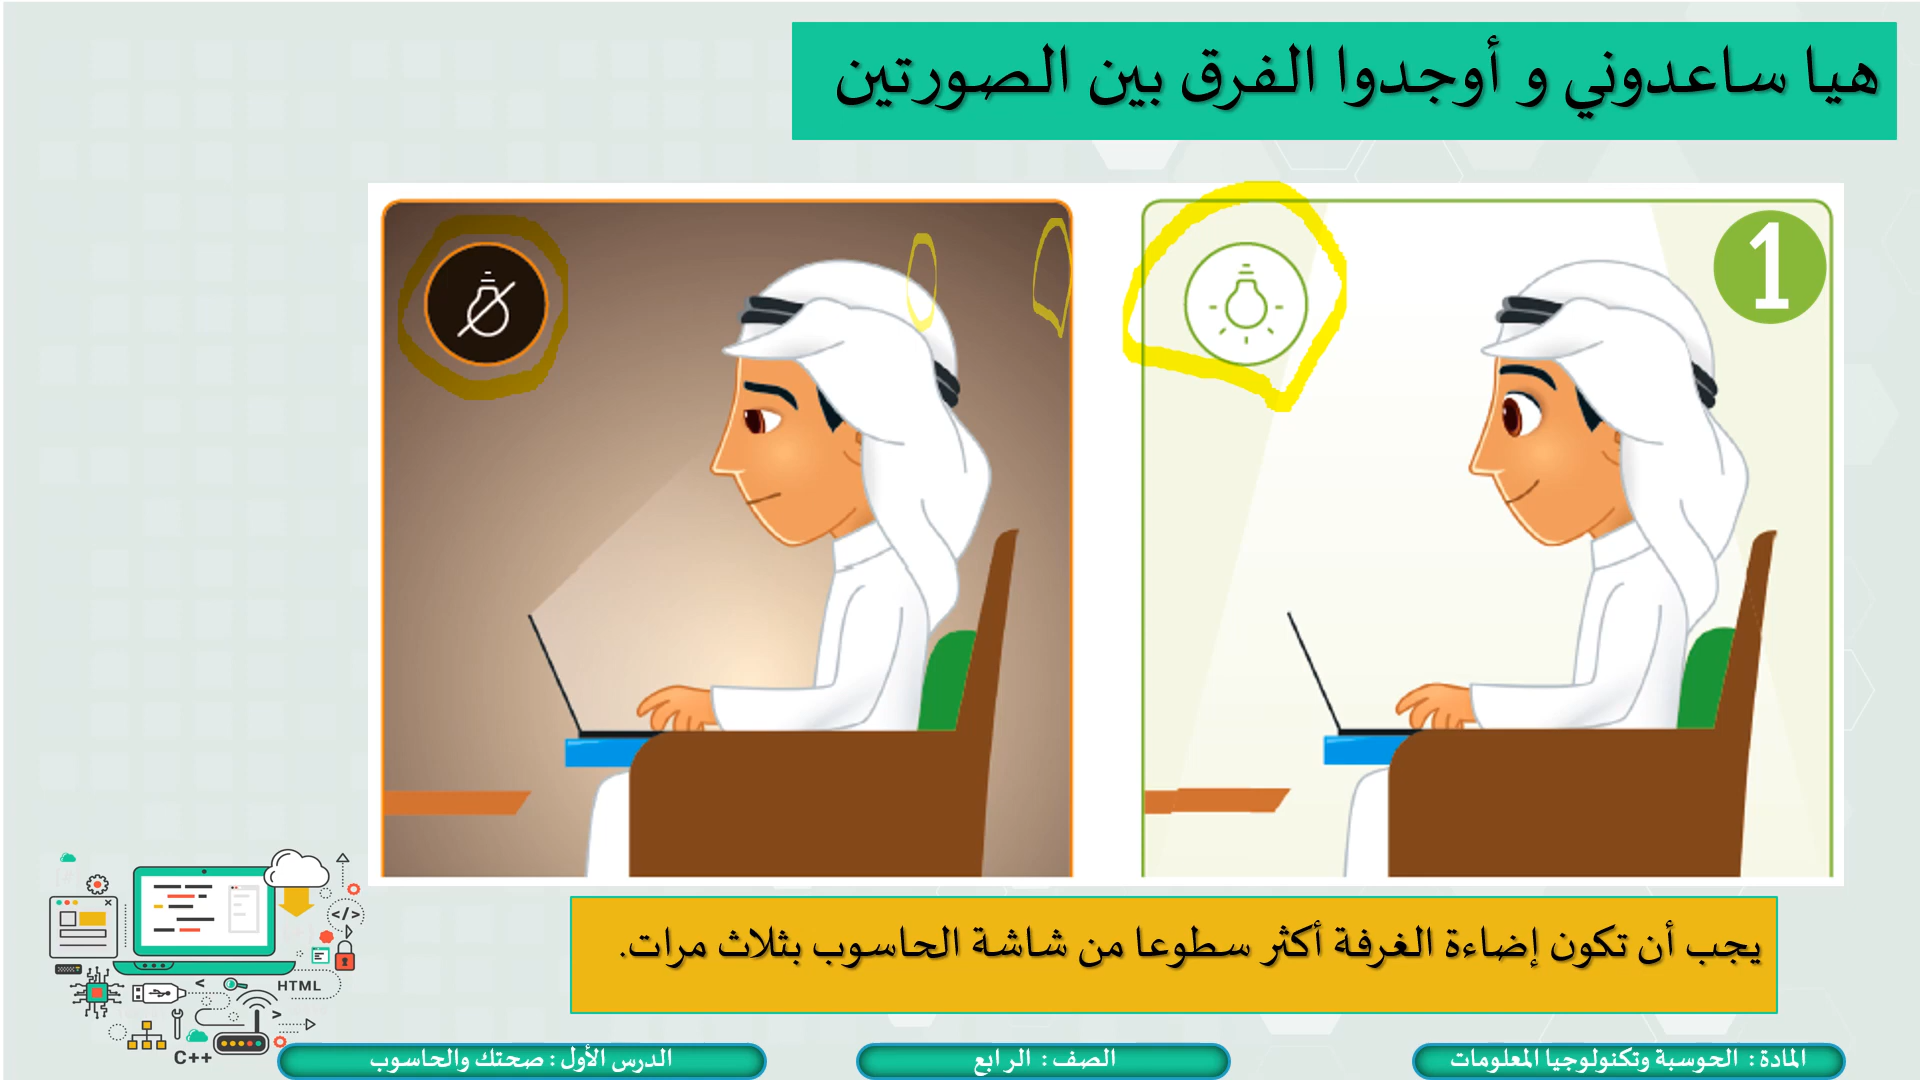 هيا ساعدوني و أوجدوا الفرق بين الصورتين
1
يجب أن تكون إضاءة الغرفة أكثر سطوعا من شاشة الحاسوب بثلاث مرات.
</>
HTML
C++
المادة : الحوسبة وتكنولوجيا المعلومات
الصف : الرابع
الدرس الأول : صحتك والحاسوب